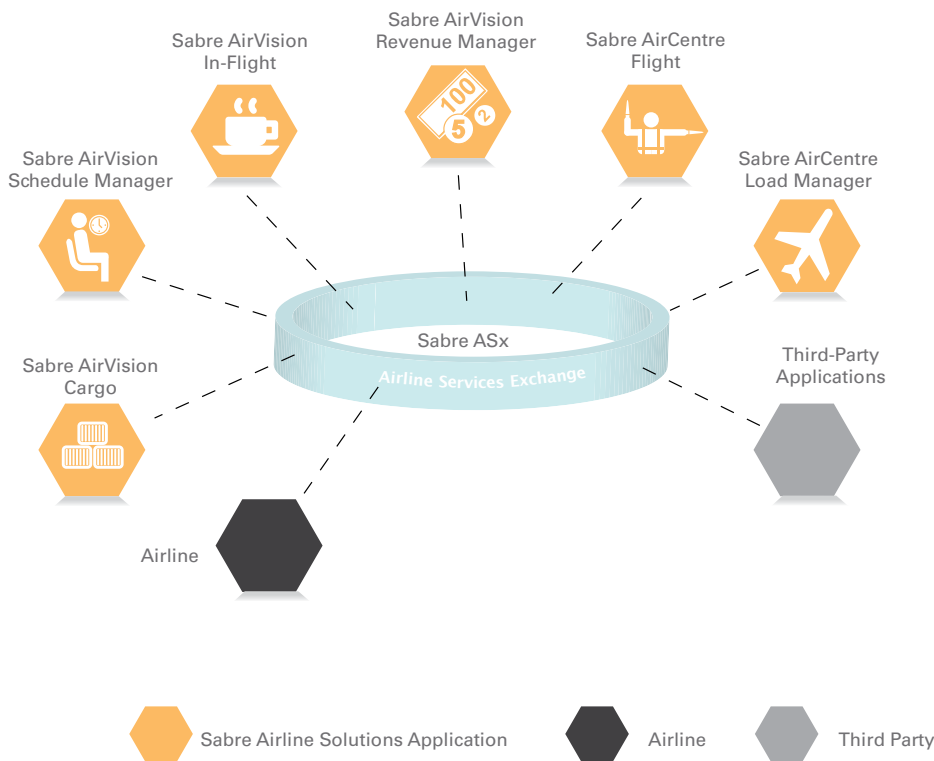 Sabre AirVision
Revenue Manager
Sabre AirVision
In-Flight
Sabre AirCentre
Flight
100
5
2
Sabre AirVision
Schedule Manager
Sabre AirCentre
Load Manager
Sabre ASx
Airline Services Exchange
Sabre AirVision
Cargo
Third-Party
Applications
Airline
Sabre Airline Solutions Application
Airline
Third Party